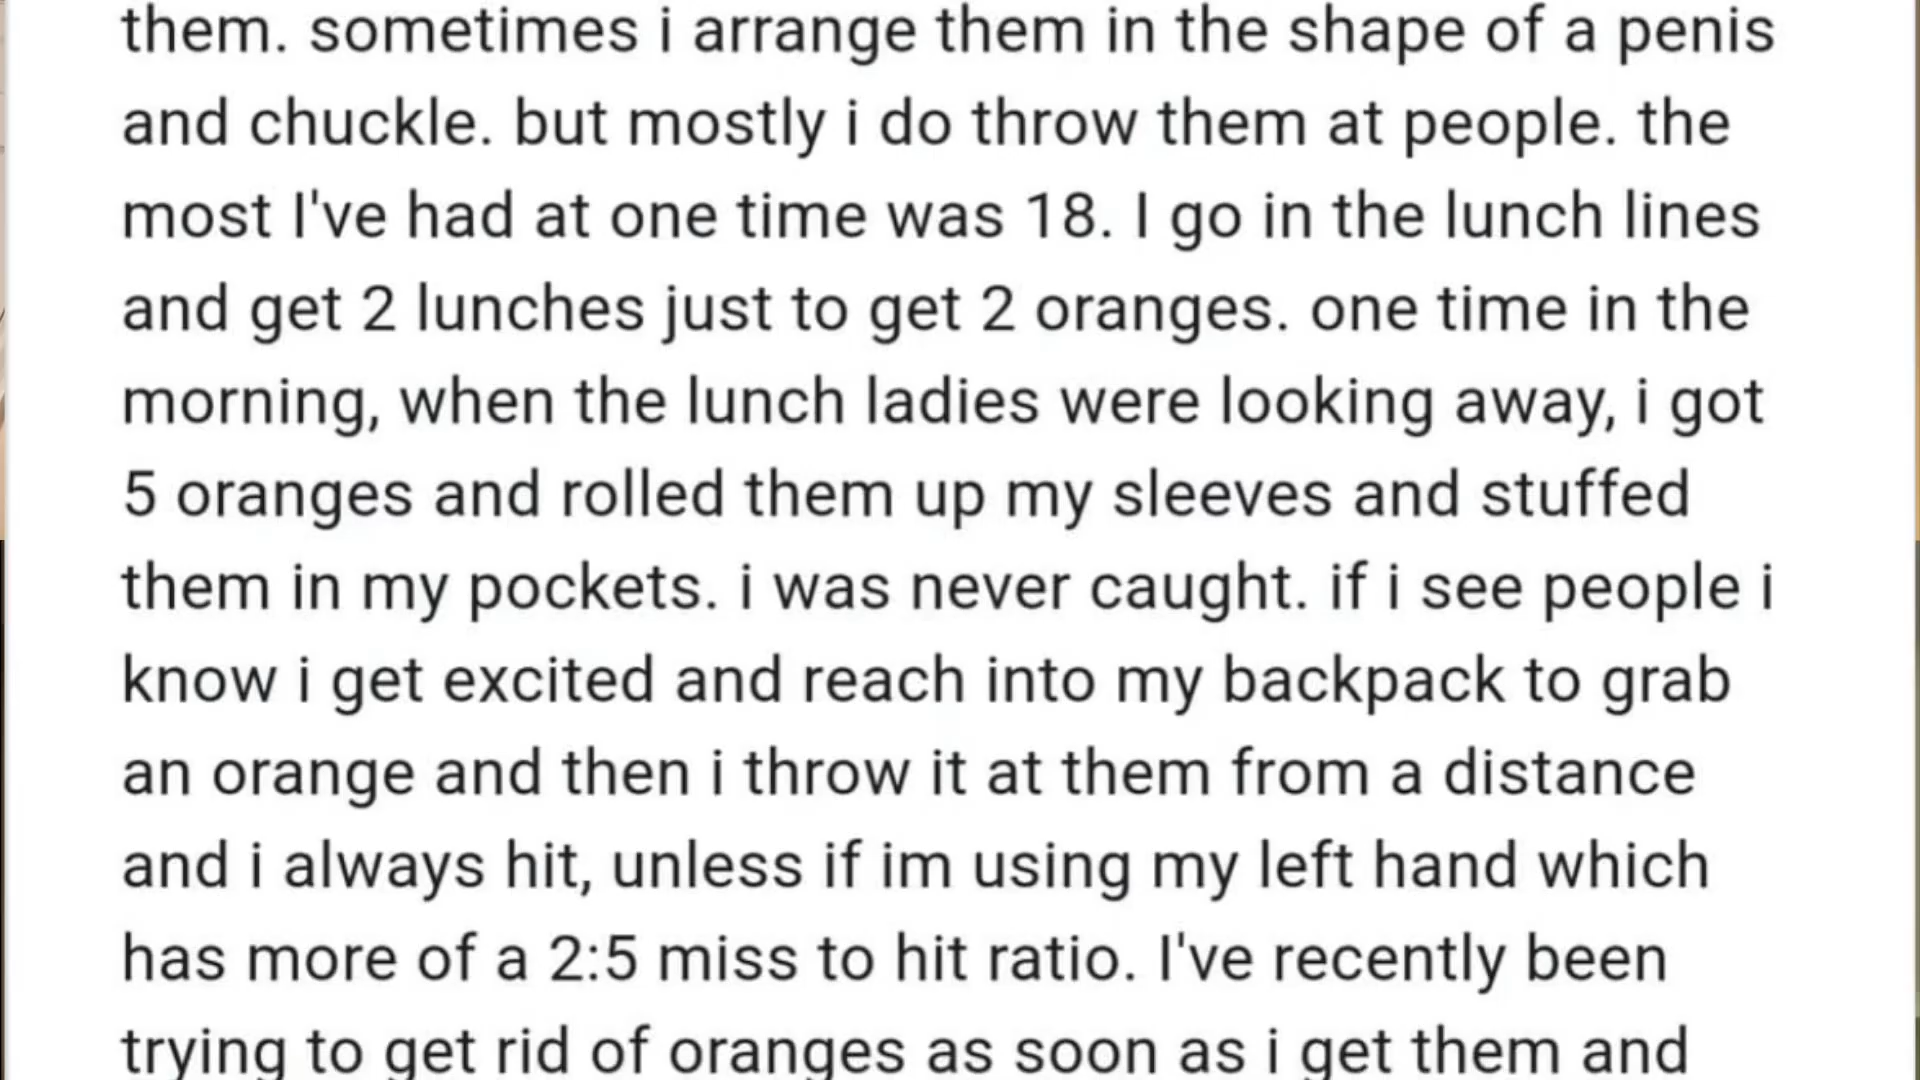 them. sometimes i arrange them in the shape of a penis
and chuckle. but mostly i do throw them at people. the
most I've had at one time was 18. I go in the lunch lines
and get 2 lunches just to get 2 oranges. one time in the
morning, when the lunch ladies were looking away, i got
5 oranges and rolled them up my sleeves and stuffed
them in my pockets. i was never caught. if i see people i
know i get excited and reach into my backpack to grab
an orange and then i throw it at them from a distance
and i always hit, unless if im using my left hand which
has more of a 2:5 miss to hit ratio. I've recently been
trying to get rid of oranges as soon as i get them and